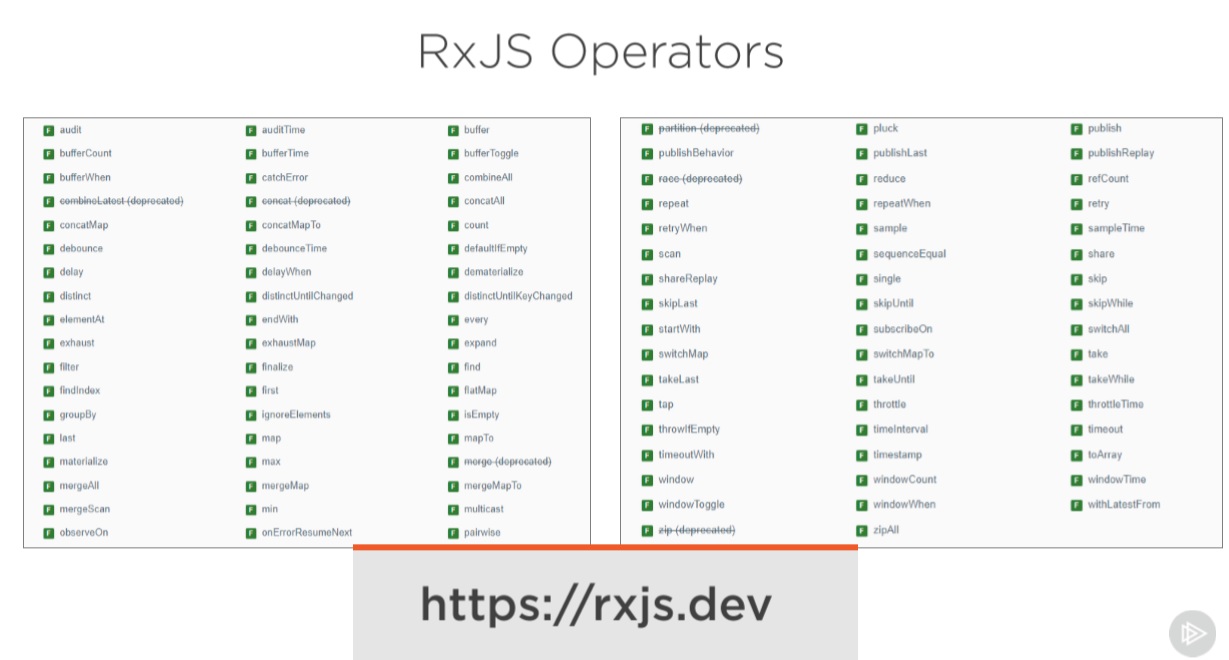 RxJS Operators
audit auditTime buffer
bufferCount bufferTime bufferToggle
bufferWhen catchError combineAll
combineLatest (deprecated) concat (deprecated) concatAll
concatMap concatMapTo count
debounce debounceTime defaultIfEmpty
delay delayWhen dematerialize
distinct distinctUntilChanged distinctUntilKeyChanged
elementAt endWith every
exhaust exhaustMap expand
filter finalize find
findIndex first flatMap
groupBy ignoreElements isEmpty
last map mapTo
materialize max merge (deprecated)
mergeAll mergeMap mergeMapTo
mergeScan min multicast
observeOn onErrorResumeNext pairwise
partition (deprecated) pluck publish
publishBehavior publishLast publishReplay
race (deprecated) reduce refCount
repeat repeatWhen retry
retryWhen sample sampleTime
scan sequenceEqual share
shareReplay single skip
skipLast skipUntil skipWhile
startWith subscribeOn switchAll
switchMap switchMapTo take
takeLast takeUntil takeWhile
tap throttle throttleTime
throwIfEmpty timeInterval timeout
timeoutWith timestamp toArray
window windowCount windowTime
windowToggle windowWhen withLatestFrom
zip (deprecated) zipAll
https://rxjs.dev